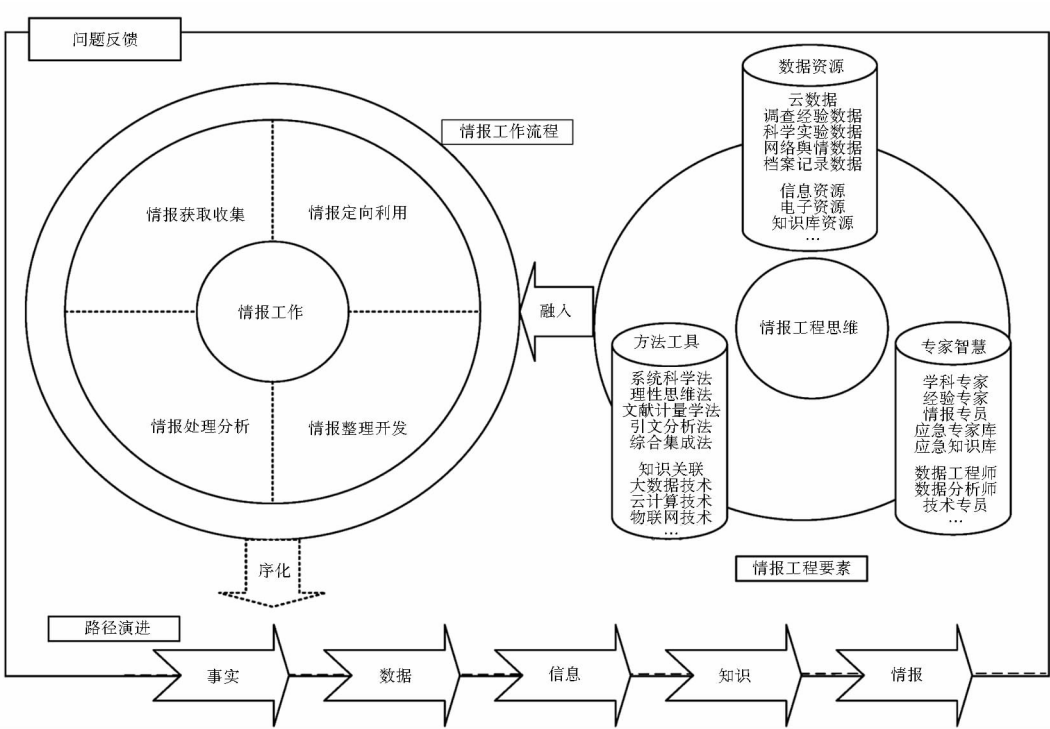 问题反馈
数据资源
云数据
调查经验数据
科学实验数据
网络舆情数据
档案记录数据
信息资源
电子资源
知识库资源
…
情报工作流程
情报获取收集
情报定向利用
情报工作
情报处理分析
情报整理开发
融入
情报工程思维
方法工具
系统科学法
理性思维法
文献计量学法
引文分析法
综合集成法
知识关联
大数据技术
云计算技术
物联网技术
…
专家智慧
学科专家
经验专家
情报专员
应急专家库
应急知识库
数据工程师
数据分析师
技术专员
…
情报工程要素
序化
路径演进
事实
数据
信息
知识
情报